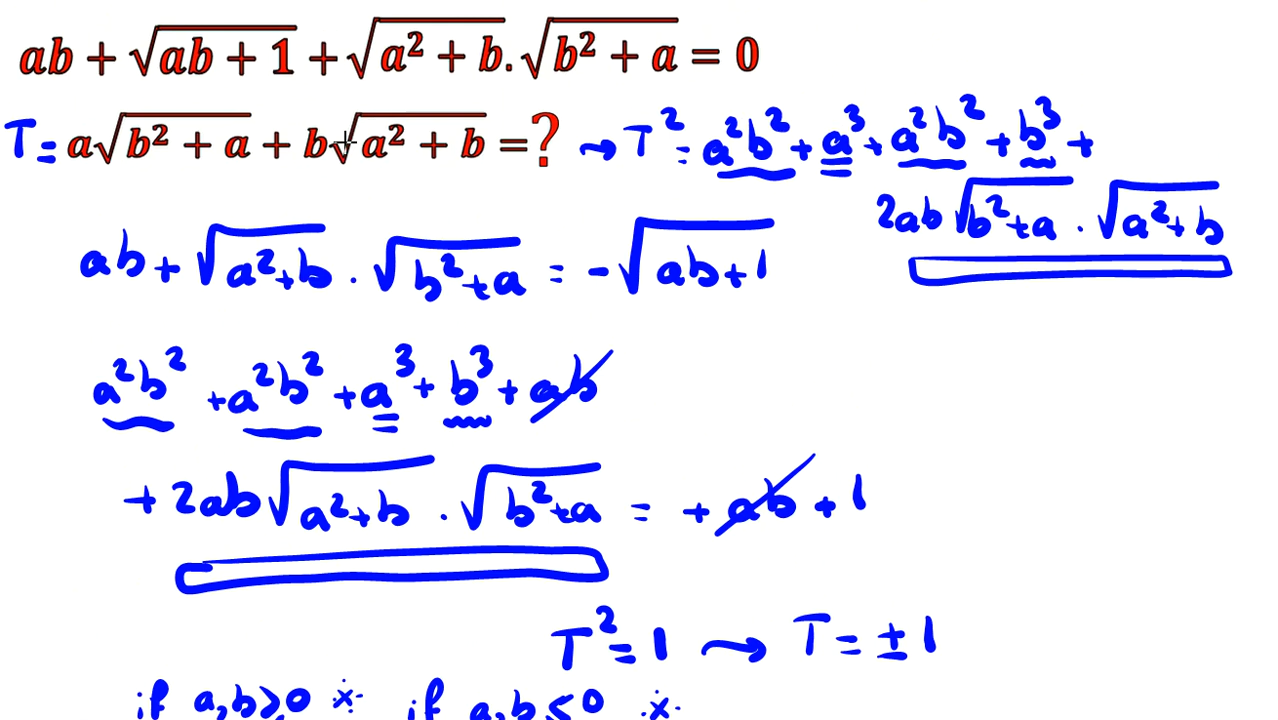 ab + √(ab + 1) + √(a² + b) . √(b² + a) = 0
T = a√(b² + a) + b√(a² + b) = ? → T² = a²b² + a³ + a²b² + b³ +
2ab√(b²+a) . √(a²+b)
ab + √(a²+b) . √(b²+a) = -√(ab+1)
a²b² + a²b² + a³ + b³ + ab
+ 2ab√(a²+b) . √(b²+a) = + ab + 1
T² = 1 → T = ± 1
if a,b ≥ 0 ※ if a,b ≤ 0 ※